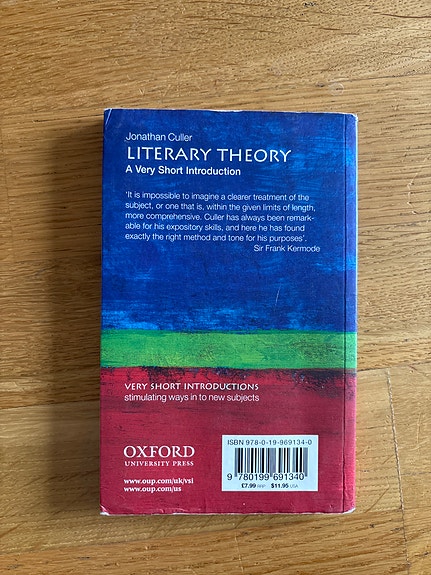 Jonathan Culler
LITERARY THEORY
A Very Short Introduction
'It is impossible to imagine a clearer treatment of the
subject, or one that is, within the given limits of length,
more comprehensive. Culler has always been remark-
able for his expository skills, and here he has found
exactly the right method and tone for his purposes'.
Sir Frank Kermode
VERY SHORT INTRODUCTIONS
stimulating ways in to new subjects
OXFORD
UNIVERSITY PRESS
www.oup.com/uk/vsi
www.oup.com/us
ISBN 978-0-19-969134-0
9 780199 691340
£7.99 RRP $11.95 USA